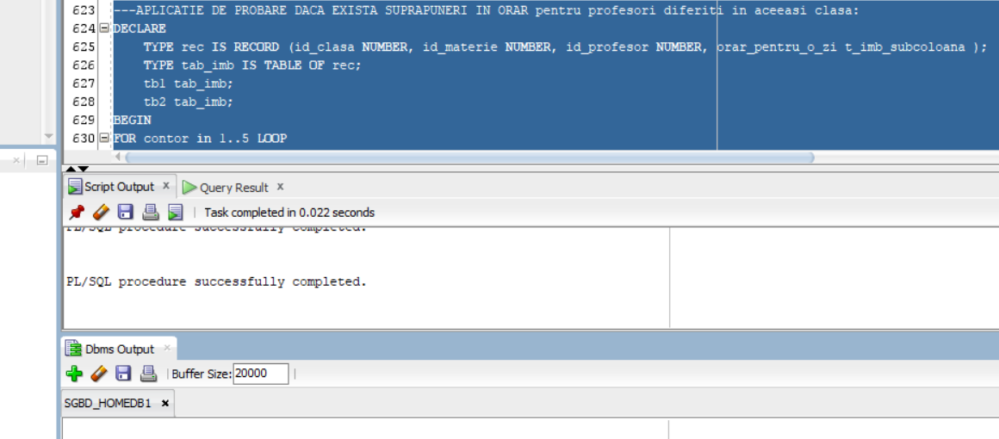 623 ---APLICATIE DE PROBARE DACA EXISTA SUPRAPUNERI IN ORAR pentru profesori diferiti in aceeasi clasa:
624 DECLARE
625 TYPE rec IS RECORD (id_clasa NUMBER, id_materie NUMBER, id_profesor NUMBER, orar_pentru_o_zi t_imb_subcoloana );
626 TYPE tab_imb IS TABLE OF rec;
627 tb1 tab_imb;
628 tb2 tab_imb;
629 BEGIN
630 FOR contor in 1..5 LOOP
Script Output x Query Result x
Task completed in 0.022 seconds
PL/SQL procedure successfully completed.
PL/SQL procedure successfully completed.
Dbms Output x
Buffer Size: 20000
SGBD_HOMEDB1 x